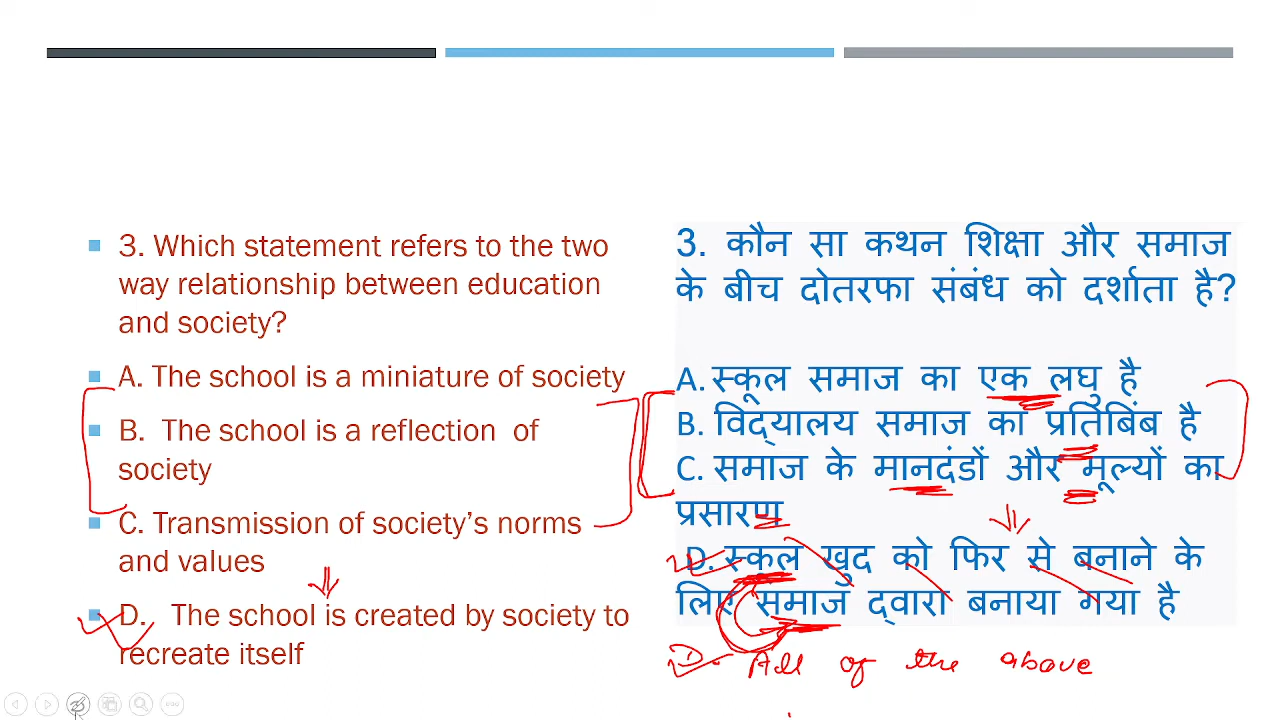 3. Which statement refers to the two
way relationship between education
and society?
A. The school is a miniature of society
B. The school is a reflection of
society
C. Transmission of society's norms
and values
D. The school is created by society to
recreate itself
3. कौन सा कथन शिक्षा और समाज
के बीच दोतरफा संबंध को दर्शाता है?
A. स्कूल समाज का एक लघु है
B. विद्यालय समाज का प्रतिबिंब है
C. समाज के मानदंडों और मूल्यों का
प्रसारण
D. स्कूल खुद को फिर से बनाने के
लिए समाज द्वारा बनाया गया है
D. All of the above